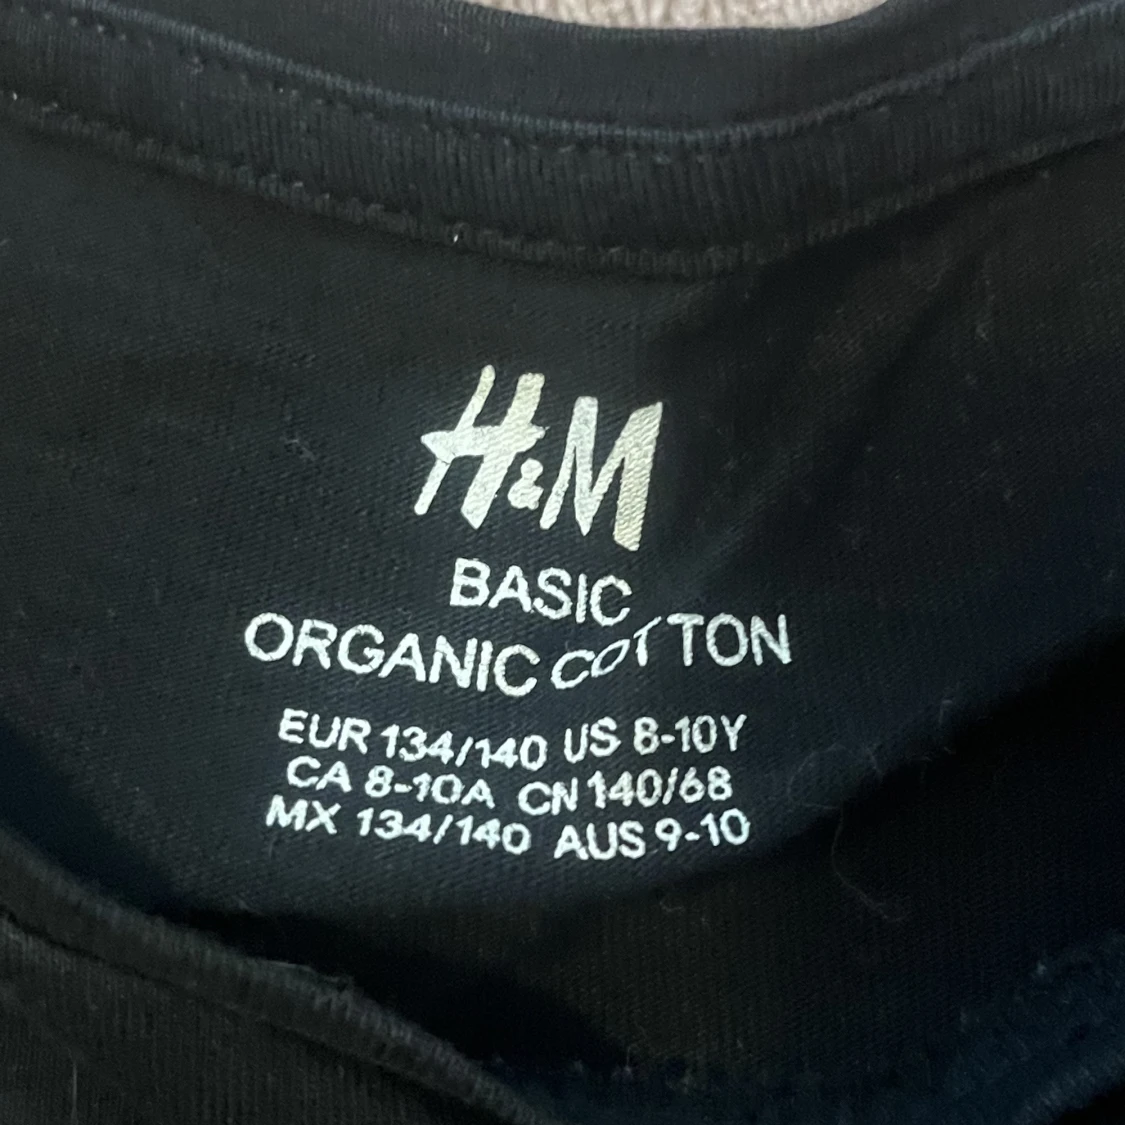 H&M
BASIC
ORGANIC COTTON
EUR 134/140 US 8-10Y
CA 8-10A CN 140/68
MX 134/140 AUS 9-10